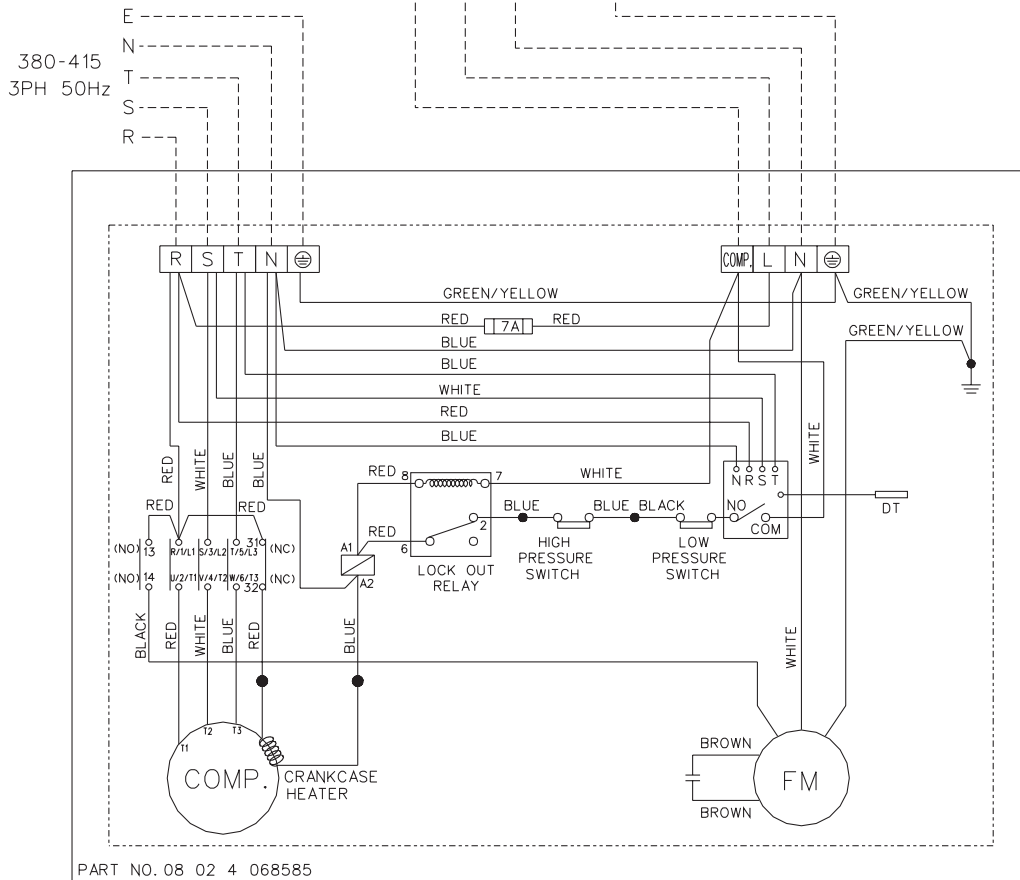 E
N
380-415
T
3PH 50Hz
S
R
R S T N
COMP. L N
GREEN/YELLOW
GREEN/YELLOW
RED 7A RED
GREEN/YELLOW
BLUE
BLUE
WHITE
RED
BLUE
WHITE
RED
WHITE
BLUE
BLUE
RED 8
7
WHITE
N R S T
DT
RED
RED
BLUE
BLUE
BLACK
NO
COM
2
6
RED
LOCK OUT
RELAY
HIGH
PRESSURE
SWITCH
LOW
PRESSURE
SWITCH
A1
A2
(NO) 13 R/1/L1 S/3/L2 T/5/L3 31 (NC)
(NO) 14 U/2/T1 V/4/T2 W/6/T3 32 (NC)
BLACK
RED
WHITE
BLUE
RED
BLUE
WHITE
T1
T2
T3
COMP.
CRANKCASE
HEATER
BROWN
FM
BROWN
PART NO. 08 02 4 068585